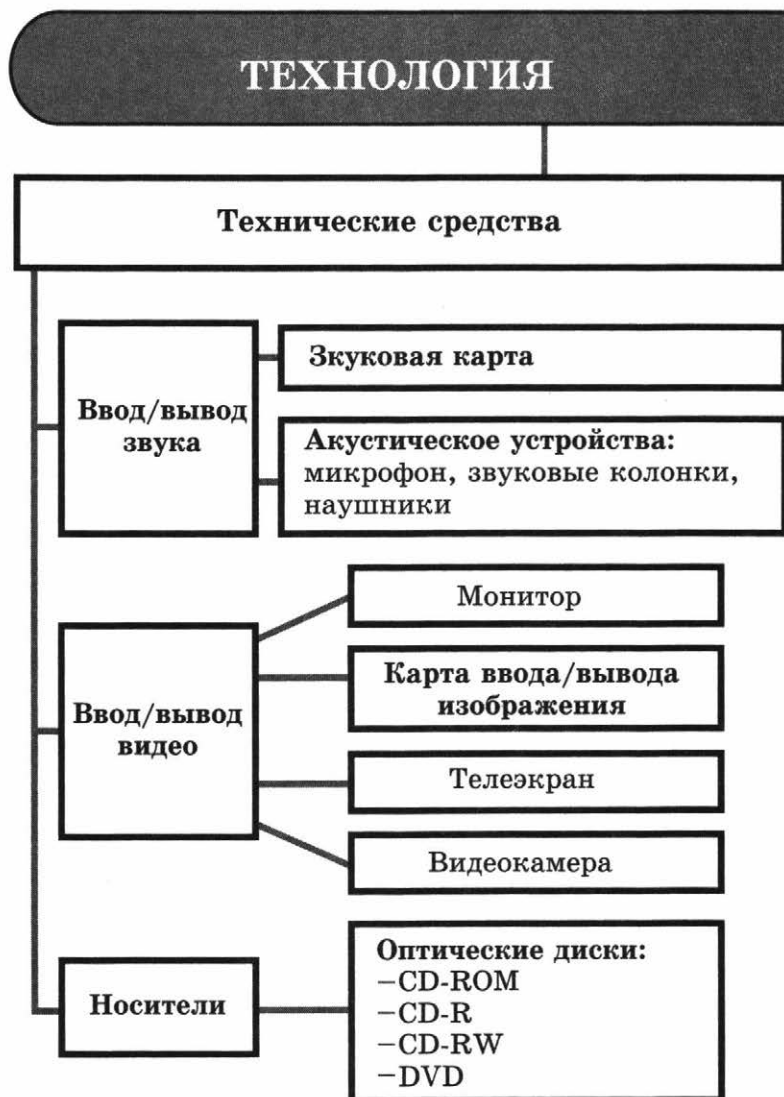 ТЕХНОЛОГИЯ
Технические средства
Ввод/вывод
звука
Зкуковая карта
Акустическое устройства:
микрофон, звуковые колонки,
наушники
Ввод/вывод
видео
Монитор
Карта ввода/вывода
изображения
Телеэкран
Видеокамера
Носители
Оптические диски:
—CD-ROM
—CD-R
—CD-RW
—DVD